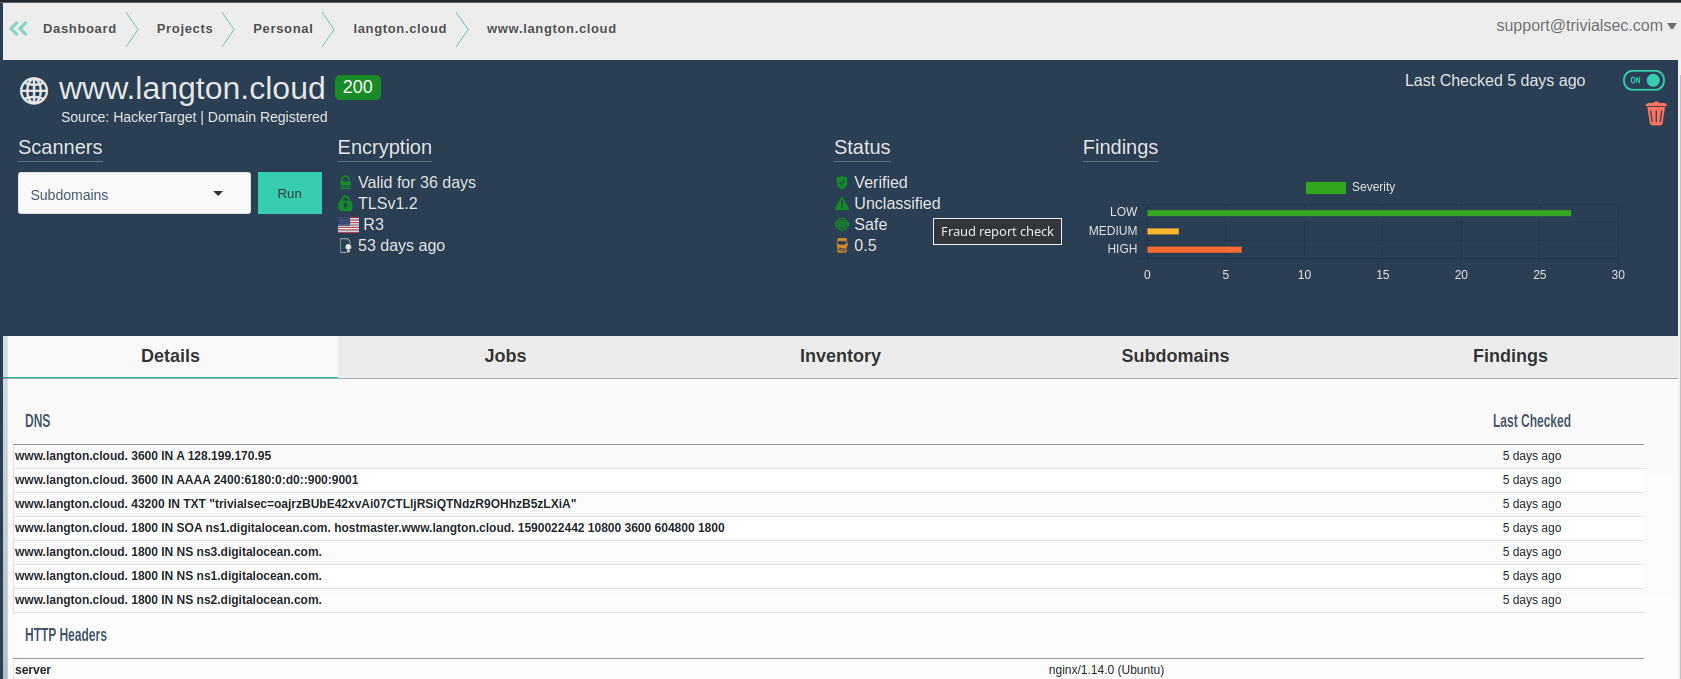 Dashboard Projects Personal langton.cloud www.langton.cloud support@trivialsec.com
www.langton.cloud 200 Last Checked 5 days ago ON
Source: HackerTarget | Domain Registered
Scanners Encryption Status Findings
Subdomains Run
Valid for 36 days
TLSv1.2
R3
53 days ago
Verified
Unclassified
Safe
0.5
Fraud report check
Severity
LOW
MEDIUM
HIGH
0 5 10 15 20 25 30
Details Jobs Inventory Subdomains Findings
DNS Last Checked
www.langton.cloud. 3600 IN A 128.199.170.95 5 days ago
www.langton.cloud. 3600 IN AAAA 2400:6180:0:d0::900:9001 5 days ago
www.langton.cloud. 43200 IN TXT "trivialsec=oajrzBUbE42xvAi07CTLIjRSiQTNdzR9OHhzB5zLXiA" 5 days ago
www.langton.cloud. 1800 IN SOA ns1.digitalocean.com. hostmaster.www.langton.cloud. 1590022442 10800 3600 604800 1800 5 days ago
www.langton.cloud. 1800 IN NS ns3.digitalocean.com. 5 days ago
www.langton.cloud. 1800 IN NS ns1.digitalocean.com. 5 days ago
www.langton.cloud. 1800 IN NS ns2.digitalocean.com. 5 days ago
HTTP Headers
server nginx/1.14.0 (Ubuntu)